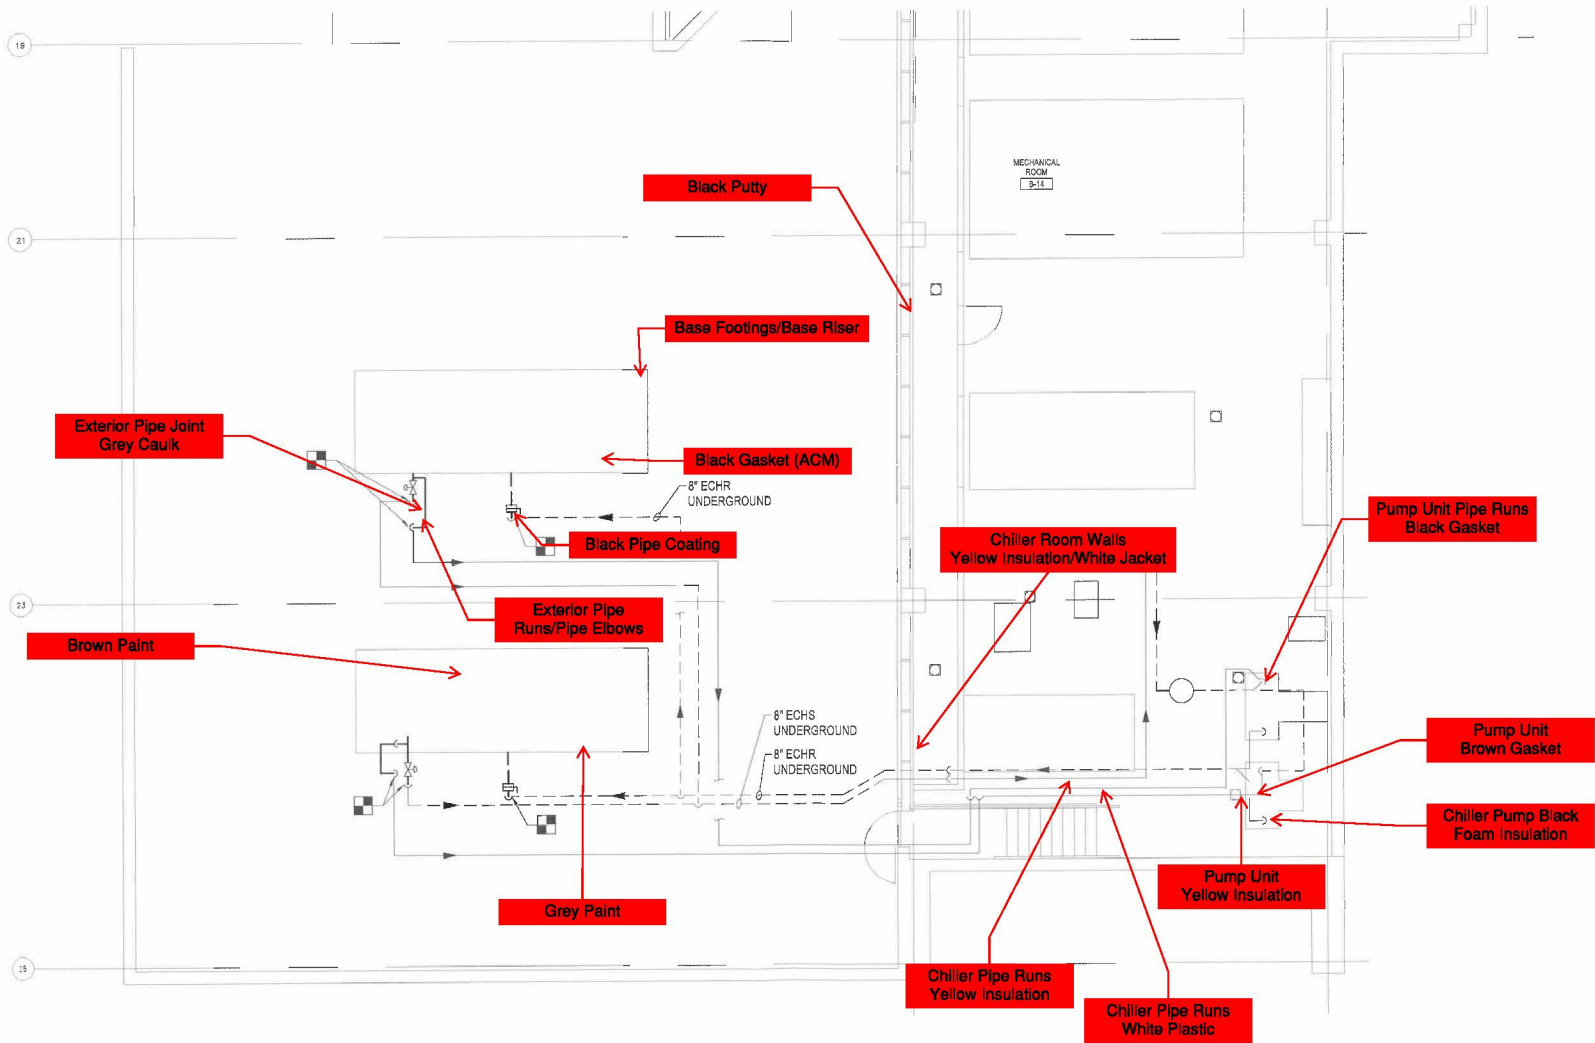 19
MECHANICAL
ROOM
B-14
Black Putty
21
Base Footings/Base Riser
Exterior Pipe Joint
Grey Caulk
Black Gasket (ACM)
8" ECHR
UNDERGROUND
Pump Unit Pipe Runs
Black Gasket
Black Pipe Coating
Chiller Room Walls
Yellow Insulation/White Jacket
23
Exterior Pipe
Runs/Pipe Elbows
Brown Paint
8" ECHS
UNDERGROUND
8" ECHR
UNDERGROUND
Pump Unit
Brown Gasket
Chiller Pump Black
Foam Insulation
Pump Unit
Yellow Insulation
Grey Paint
25
Chiller Pipe Runs
Yellow Insulation
Chiller Pipe Runs
White Plastic